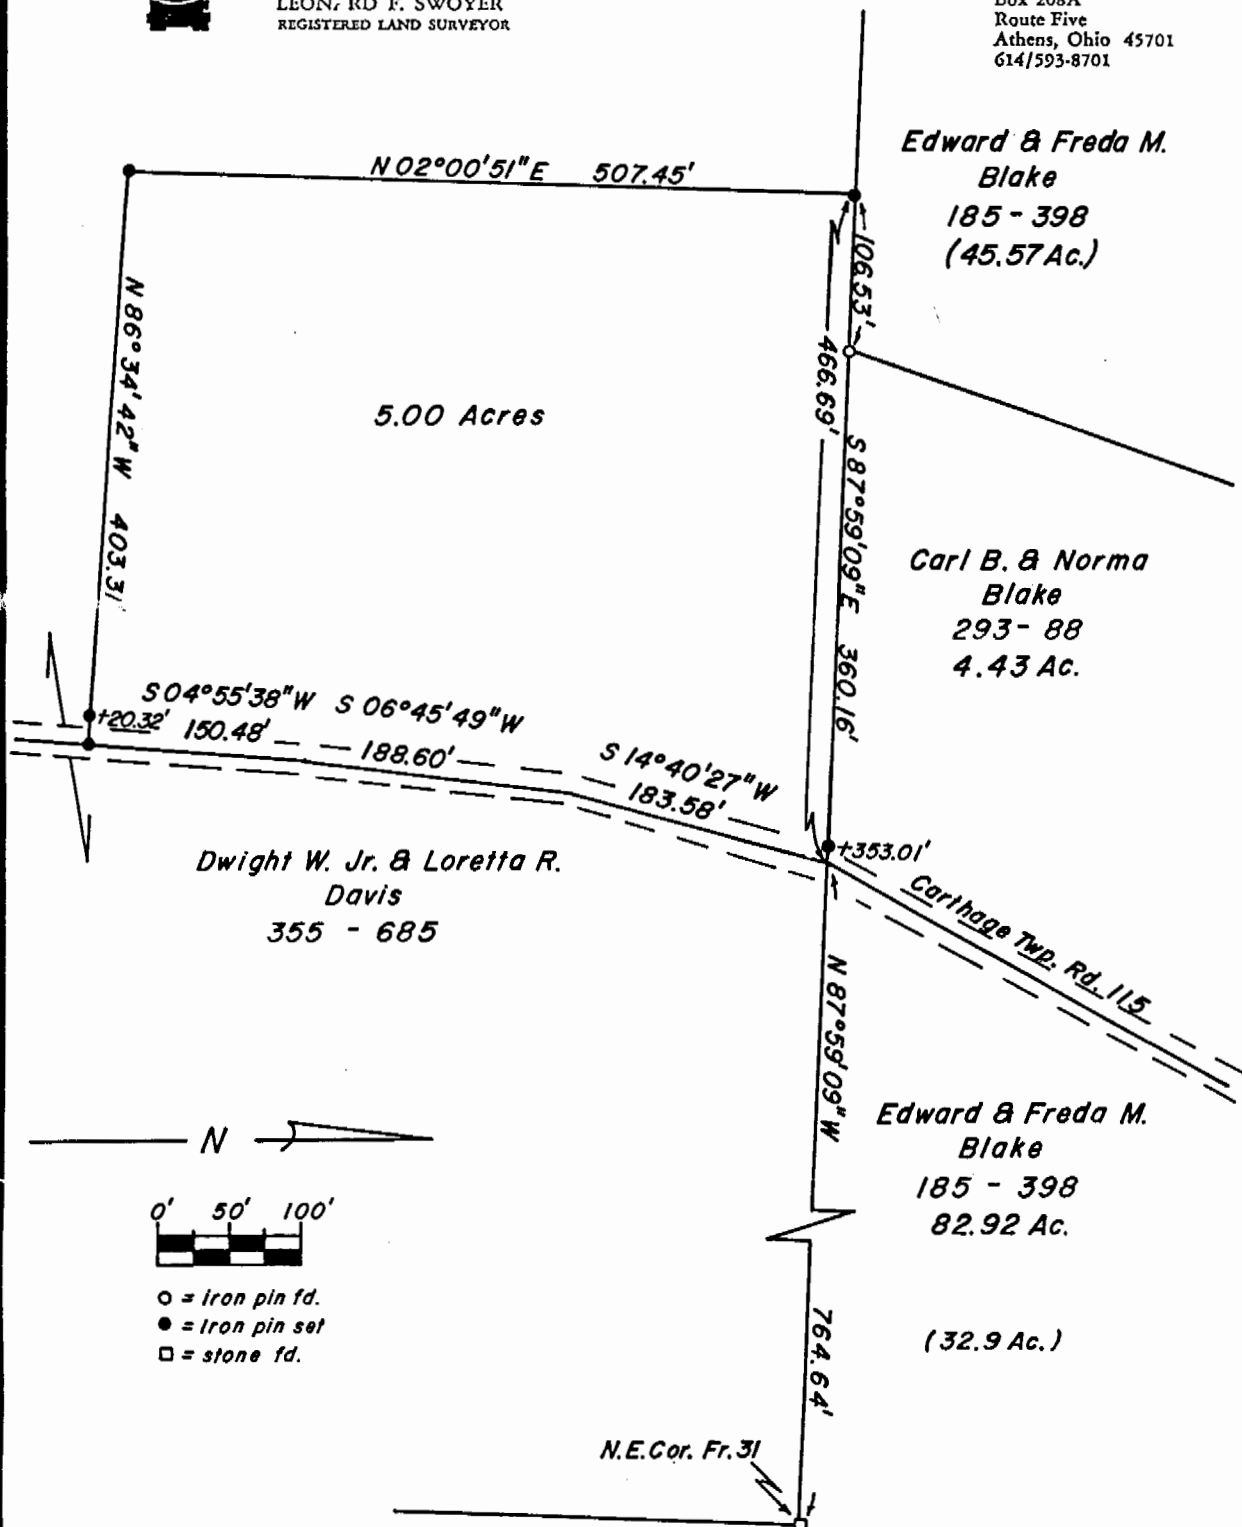 F. SWOYER
REGISTERED LAND SURVEYOR
Box 208A
Route Five
Athens, Ohio 45701
614/593-8701
Edward & Freda M.
Blake
185 - 398
(45.57 Ac.)
N 02°00'51" E 507.45'
106.53'
466.69'
N 86°34'42" W 403.31'
5.00 Acres
S 87°59'09" E 360.16'
Carl B. & Norma
Blake
293 - 88
4.43 Ac.
S 04°55'38" W
150.48'
+20.32'
S 06°45'49" W
188.60'
S 14°40'27" W
183.58'
+353.01'
Carthage Twp. Rd. 115
Dwight W. Jr. & Loretta R.
Davis
355 - 685
N 87°59'09" W
764.64'
Edward & Freda M.
Blake
185 - 398
82.92 Ac.
(32.9 Ac.)
N
0' 50' 100'
= iron pin fd.
= Iron pin set
= stone fd.
N.E. Cor. Fr. 31